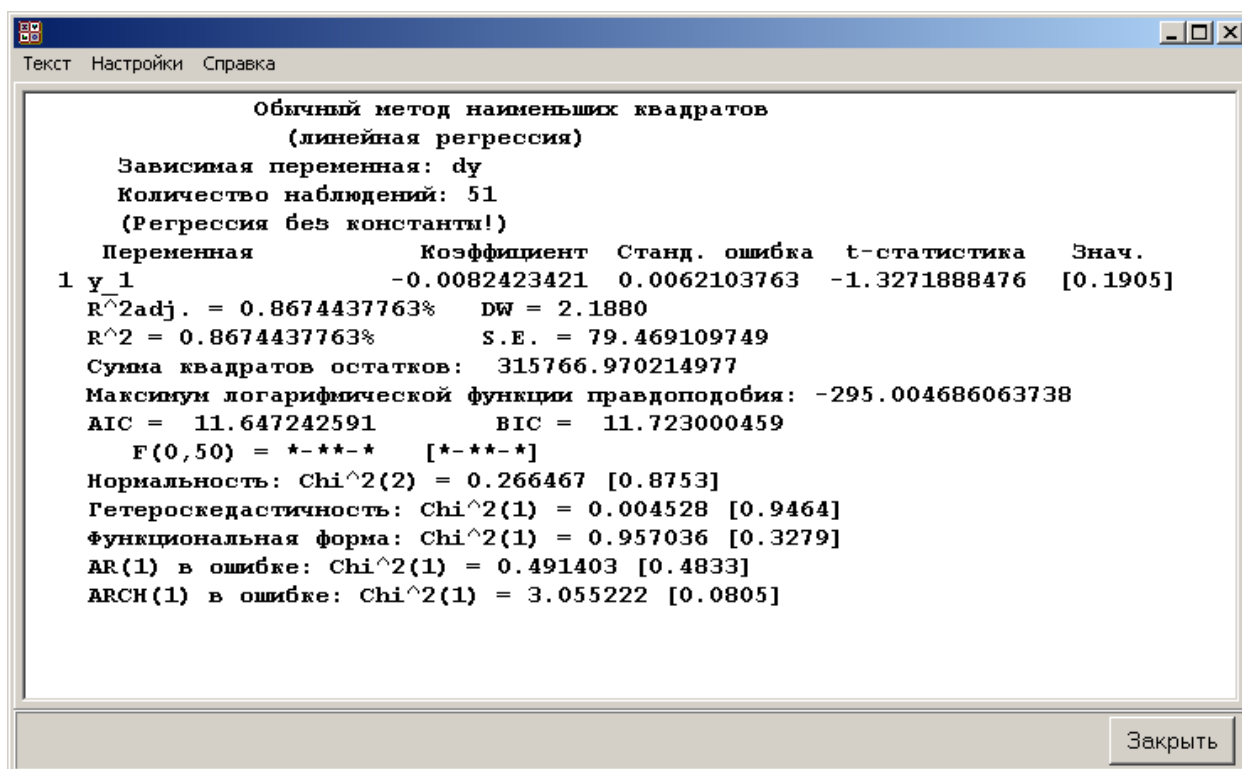 Текст Настройки Справка
Обычный метод наименьших квадратов
(линейная регрессия)
Зависимая переменная: dy
Количество наблюдений: 51
(Регрессия без константы!)
Переменная Коэффициент Станд. ошибка t-статистика Знач.
1 y_1 -0.0082423421 0.0062103763 -1.3271888476 [0.1905]
R^2adj. = 0.8674437763% DW = 2.1880
R^2 = 0.8674437763% S.E. = 79.469109749
Сумма квадратов остатков: 315766.970214977
Максимум логарифмической функции правдоподобия: -295.004686063738
AIC = 11.647242591 BIC = 11.723000459
F(0,50) = *-**-* [*-**-*]
Нормальность: Chi^2(2) = 0.266467 [0.8753]
Гетероскедастичность: Chi^2(1) = 0.004528 [0.9464]
Функциональная форма: Chi^2(1) = 0.957036 [0.3279]
AR(1) в ошибке: Chi^2(1) = 0.491403 [0.4833]
ARCH(1) в ошибке: Chi^2(1) = 3.055222 [0.0805]
Закрыть